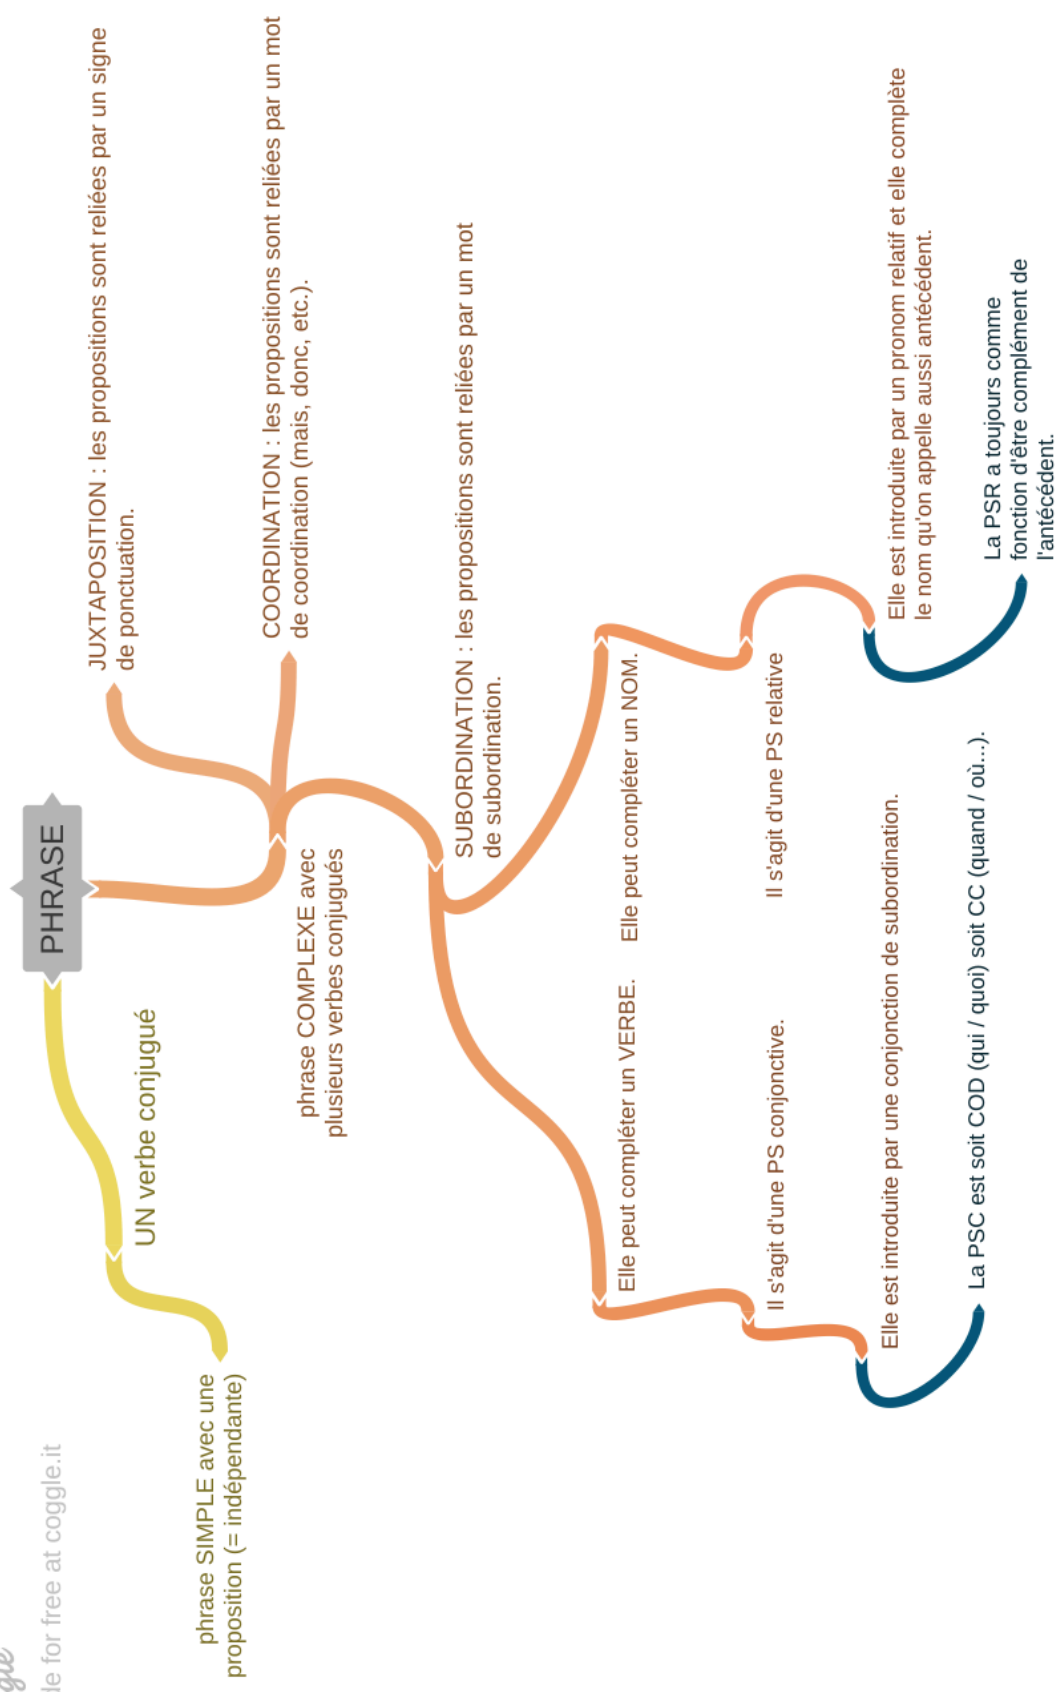 gle
de for free at coggle.it
PHRASE
UN verbe conjugué
phrase SIMPLE avec une
proposition (= indépendante)
phrase COMPLEXE avec
plusieurs verbes conjugués
JUXTAPOSITION : les propositions sont reliées par un signe
de ponctuation.
COORDINATION : les propositions sont reliées par un mot
de coordination (mais, donc, etc.).
SUBORDINATION : les propositions sont reliées par un mot
de subordination.
Elle peut compléter un VERBE.
Il s'agit d'une PS conjonctive.
Elle est introduite par une conjonction de subordination.
La PSC est soit COD (qui / quoi) soit CC (quand / où...).
Elle peut compléter un NOM.
Il s'agit d'une PS relative
Elle est introduite par un pronom relatif et elle complète
le nom qu'on appelle aussi antécédent.
La PSR a toujours comme
fonction d'être complément de
l'antécédent.